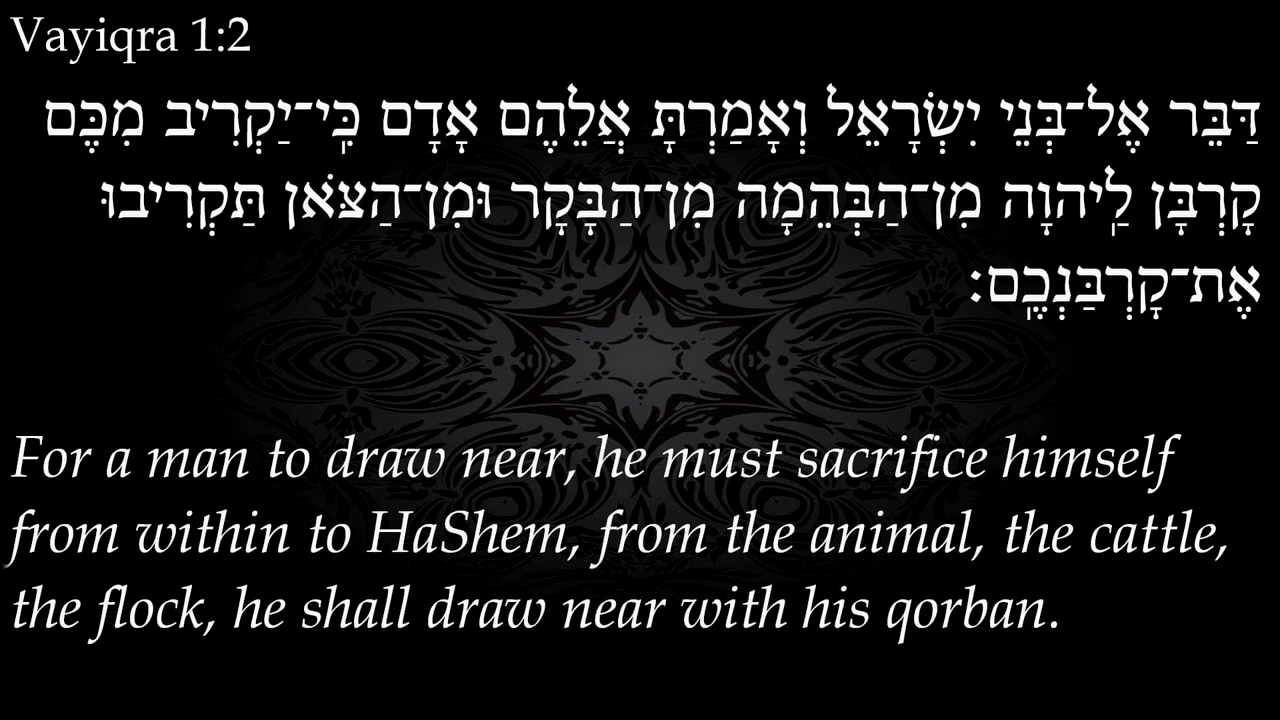 Vayiqra 1:2
דַּבֵּר אֶל־בְּנֵי יִשְׂרָאֵל וְאָמַרְתָּ אֲלֵהֶם אָדָם כִּֽי־יַקְרִיב מִכֶּם
קָרְבָּן לַֽיהוָה מִן־הַבְּהֵמָה מִן־הַבָּקָר וּמִן־הַצֹּאן תַּקְרִיבוּ
אֶת־קָרְבַּנְכֶֽם׃
For a man to draw near, he must sacrifice himself
from within to HaShem, from the animal, the cattle,
the flock, he shall draw near with his qorban.